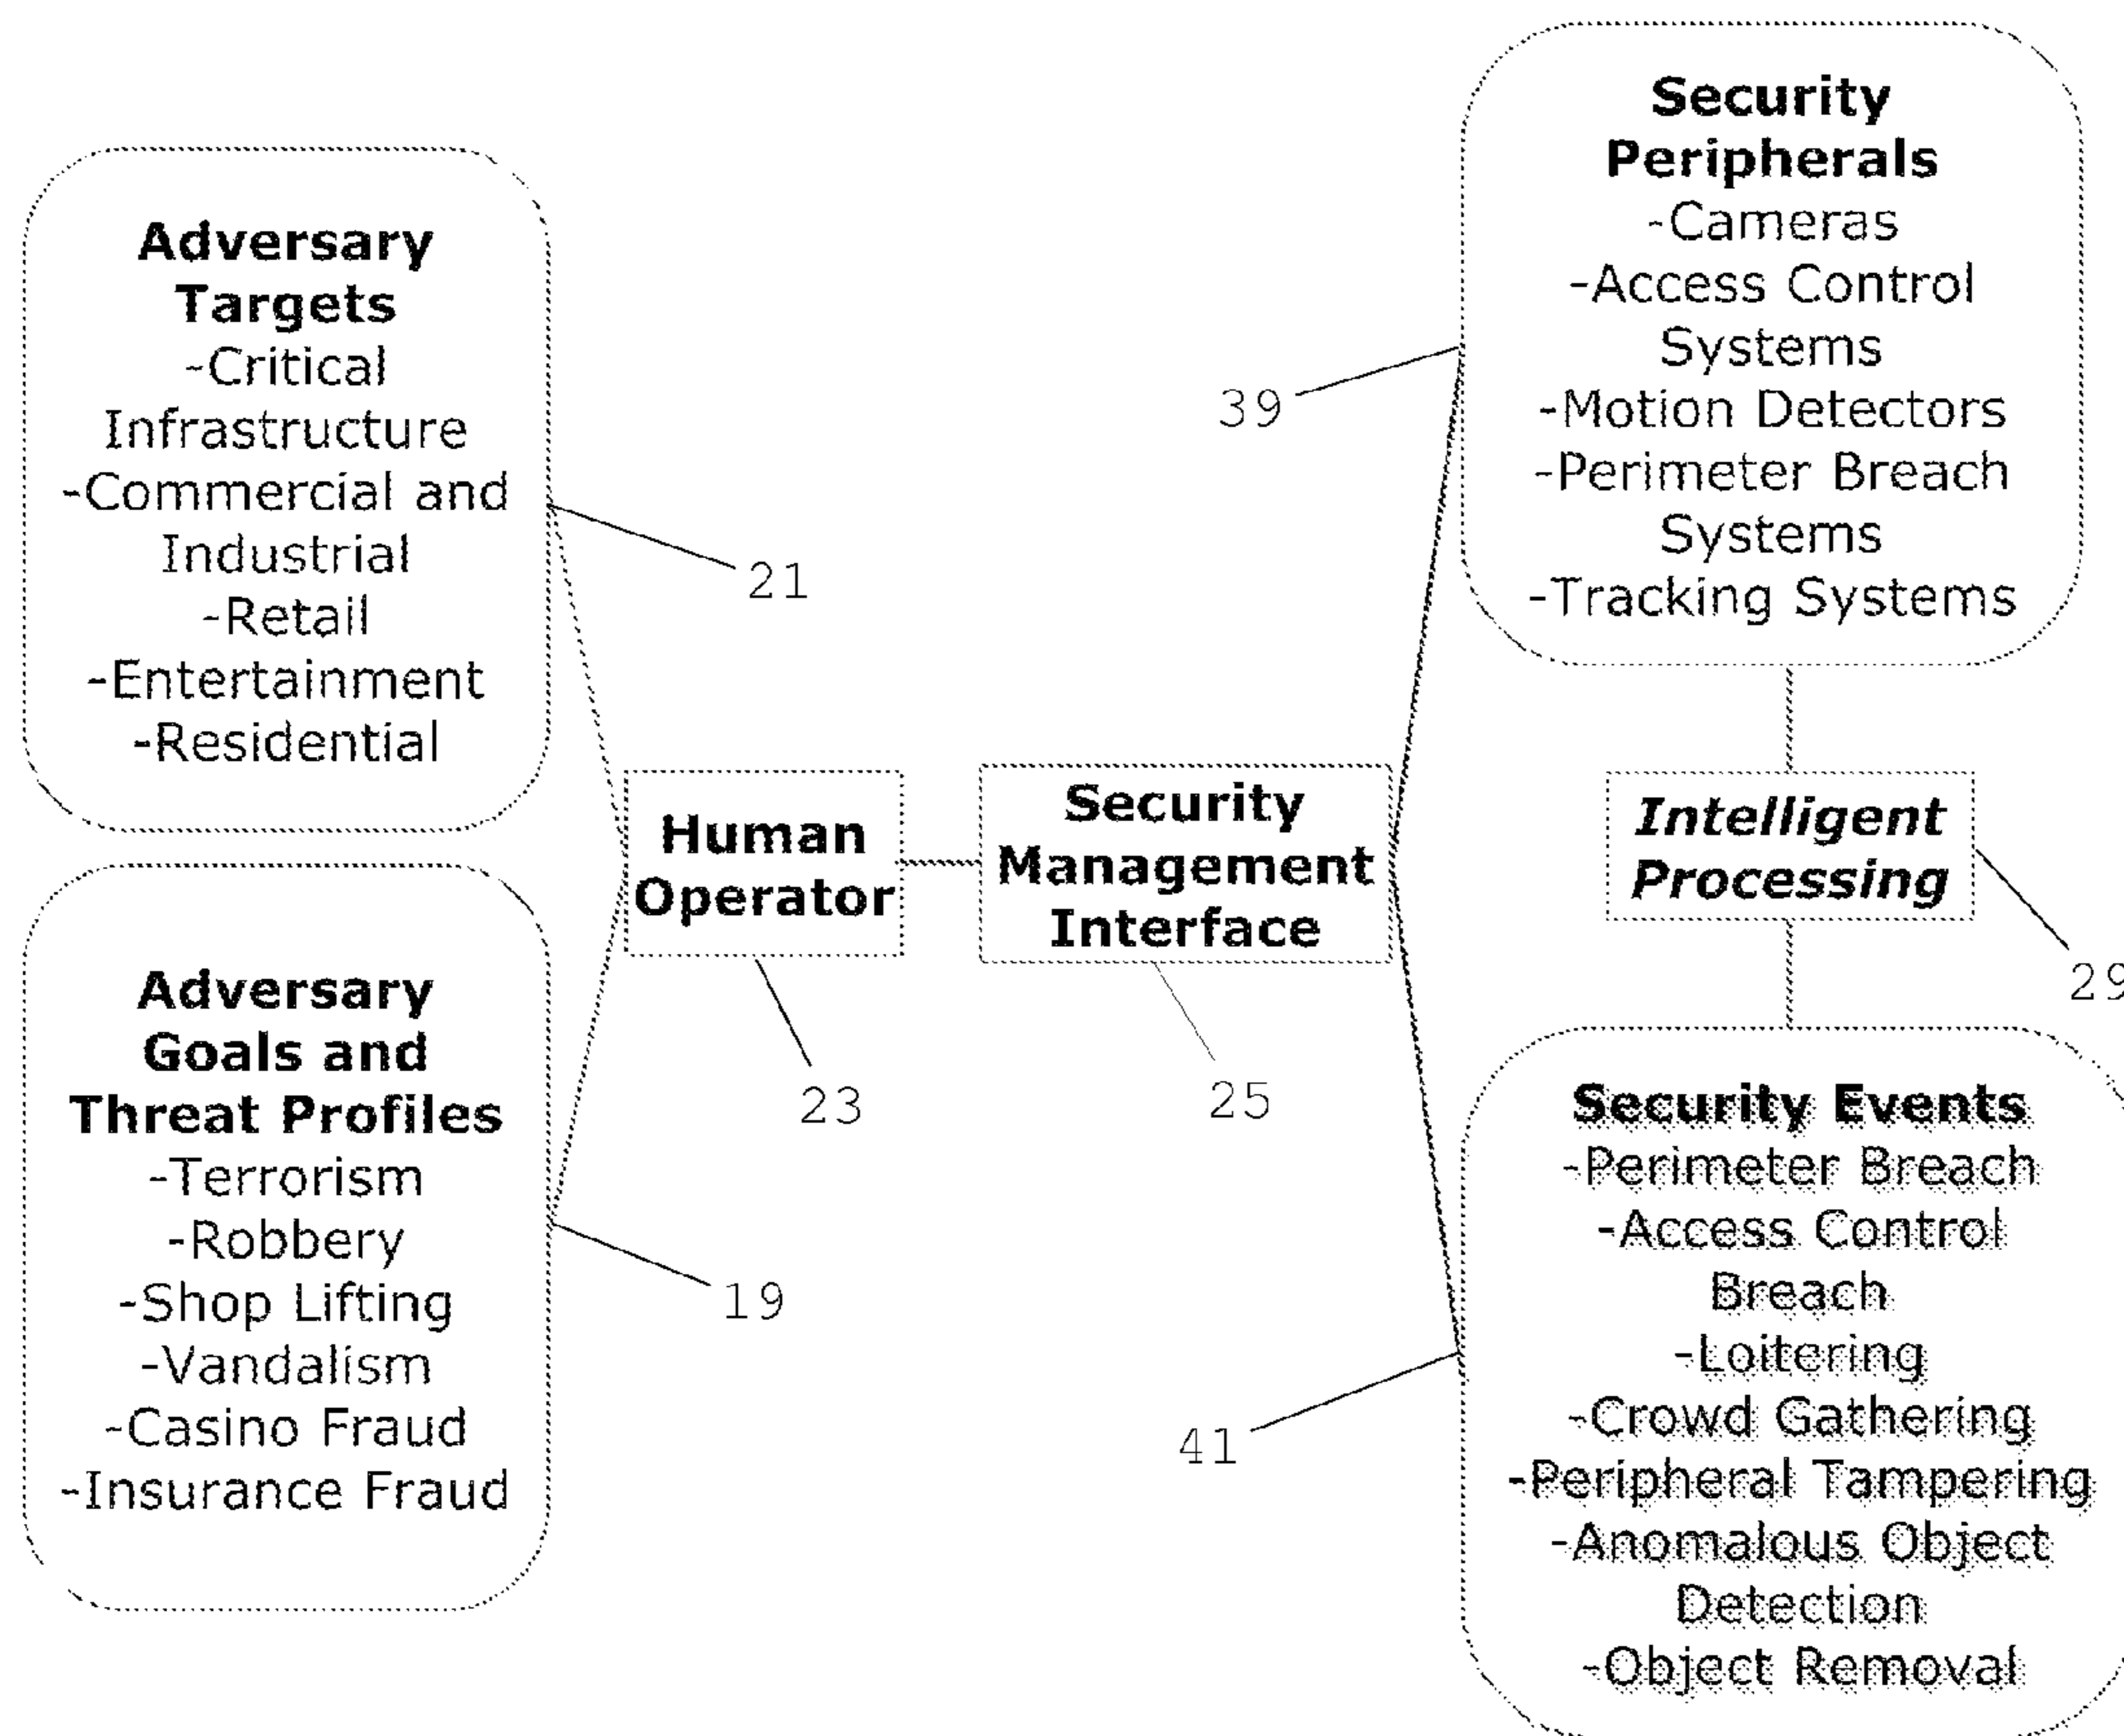 Adversary
Targets
-Critical
Infrastructure
-Commercial and
Industrial
-Retail
-Entertainment
-Residential
21
Adversary
Goals and
Threat Profiles
-Terrorism
-Robbery
-Shop Lifting
-Vandalism
-Casino Fraud
-Insurance Fraud
19
Human
Operator
23
Security
Management
Interface
25
Security
Peripherals
-Cameras
-Access Control
Systems
-Motion Detectors
-Perimeter Breach
Systems
-Tracking Systems
39
Intelligent
Processing
29
Security Events
-Perimeter Breach
-Access Control
Breach
-Loitering
-Crowd Gathering
-Peripheral Tampering
-Anomalous Object
Detection
-Object Removal
41